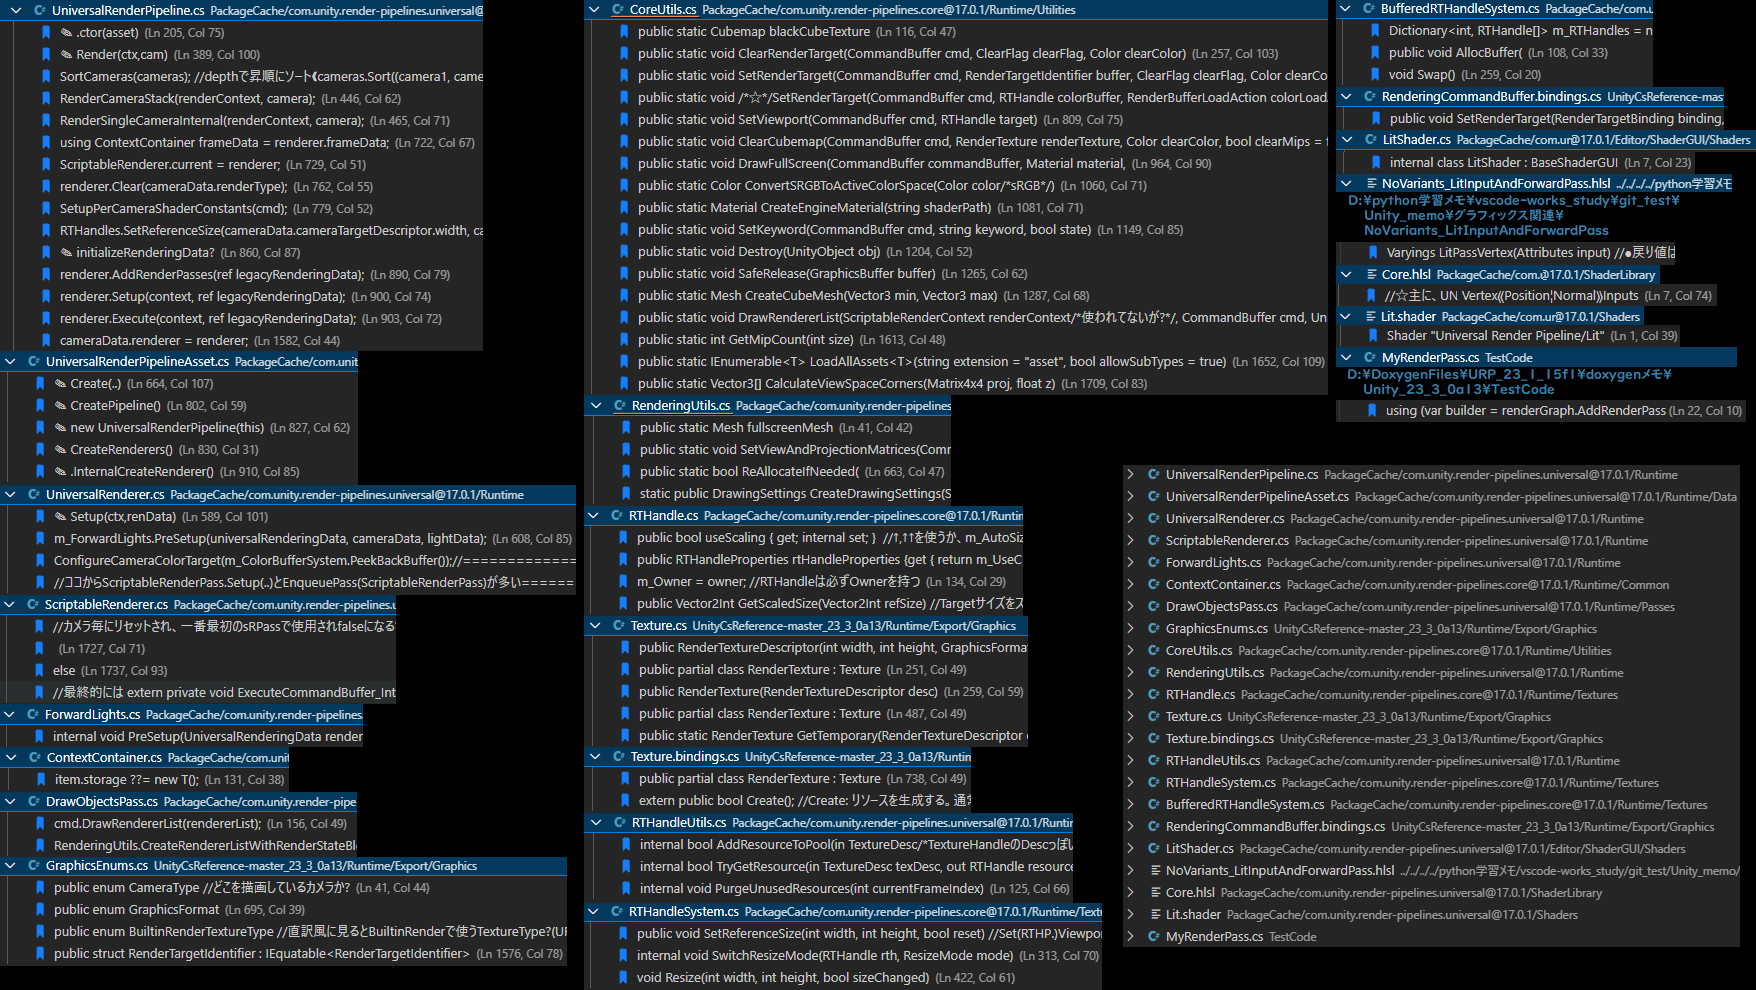 UniversalRenderPipeline.cs PackageCache/com.unity.render-pipelines.universal@
.ctor(asset) (Ln 205, Col 75)
Render(ctx,cam) (Ln 389, Col 100)
SortCameras(cameras); //depthで昇順にソート《cameras.Sort((camera1, came
RenderCameraStack(renderContext, camera); (Ln 446, Col 62)
RenderSingleCameraInternal(renderContext, camera); (Ln 465, Col 71)
using ContextContainer frameData = renderer.frameData; (Ln 722, Col 67)
ScriptableRenderer.current = renderer; (Ln 729, Col 51)
renderer.Clear(cameraData.renderType); (Ln 762, Col 55)
SetupPerCameraShaderConstants(cmd); (Ln 779, Col 52)
RTHandles.SetReferenceSize(cameraData.cameraTargetDescriptor.width, ca
initializeRenderingData? (Ln 860, Col 87)
renderer.AddRenderPasses(ref legacyRenderingData); (Ln 890, Col 79)
renderer.Setup(context, ref legacyRenderingData); (Ln 900, Col 74)
renderer.Execute(context, ref legacyRenderingData); (Ln 903, Col 72)
cameraData.renderer = renderer; (Ln 1582, Col 44)
UniversalRenderPipelineAsset.cs PackageCache/com.unit
Create(..) (Ln 664, Col 107)
CreatePipeline() (Ln 802, Col 59)
new UniversalRenderPipeline(this) (Ln 827, Col 62)
CreateRenderers() (Ln 830, Col 31)
.InternalCreateRenderer() (Ln 910, Col 85)
UniversalRenderer.cs PackageCache/com.unity.render-pipelines.universal@17.0.1/Runtime
Setup(ctx,renData) (Ln 589, Col 101)
m_ForwardLights.PreSetup(universalRenderingData, cameraData, lightData); (Ln 608, Col 85)
ConfigureCameraColorTarget(m_ColorBufferSystem.PeekBackBuffer());//=============
//ココからScriptableRenderPass.Setup(..)とEnqueuePass(ScriptableRenderPass)が多い======
ScriptableRenderer.cs PackageCache/com.unity.render-pipelines.u
//カメラ毎にリセットされ、一番最初のsRPassで使用されfalseになる
(Ln 1727, Col 71)
else (Ln 1737, Col 93)
//最終的には extern private void ExecuteCommandBuffer_Int
ForwardLights.cs PackageCache/com.unity.render-pipelines.
internal void PreSetup(UniversalRenderingData render
ContextContainer.cs PackageCache/com.unit
item.storage ??= new T(); (Ln 131, Col 38)
DrawObjectsPass.cs PackageCache/com.unity.render-pipe
cmd.DrawRendererList(rendererList); (Ln 156, Col 49)
RenderingUtils.CreateRendererListWithRenderStateBl
GraphicsEnums.cs UnityCsReference-master_23_3_0a13/Runtime/Export/Graphics
public enum CameraType //どこを描画しているカメラか? (Ln 41, Col 44)
public enum GraphicsFormat (Ln 695, Col 39)
public enum BuiltinRenderTextureType //直訳風に見るとBuiltinRenderで使うTextureType?(UI
public struct RenderTargetIdentifier : IEquatable<RenderTargetIdentifier> (Ln 1576, Col 78)
CoreUtils.cs PackageCache/com.unity.render-pipelines.core@17.0.1/Runtime/Utilities
public static Cubemap blackCubeTexture (Ln 116, Col 47)
public static void ClearRenderTarget(CommandBuffer cmd, ClearFlag clearFlag, Color clearColor) (Ln 257, Col 103)
public static void SetRenderTarget(CommandBuffer cmd, RenderTargetIdentifier buffer, ClearFlag clearFlag, Color clearCo
public static void /*☆*/SetRenderTarget(CommandBuffer cmd, RTHandle colorBuffer, RenderBufferLoadAction colorLoad
public static void SetViewport(CommandBuffer cmd, RTHandle target) (Ln 809, Col 75)
public static void ClearCubemap(CommandBuffer cmd, RenderTexture renderTexture, Color clearColor, bool clearMips = f
public static void DrawFullScreen(CommandBuffer commandBuffer, Material material, (Ln 964, Col 90)
public static Color ConvertSRGBToActiveColorSpace(Color color/*sRGB*/) (Ln 1060, Col 71)
public static Material CreateEngineMaterial(string shaderPath) (Ln 1081, Col 71)
public static void SetKeyword(CommandBuffer cmd, string keyword, bool state) (Ln 1149, Col 85)
public static void Destroy(UnityObject obj) (Ln 1204, Col 52)
public static void SafeRelease(GraphicsBuffer buffer) (Ln 1265, Col 62)
public static Mesh CreateCubeMesh(Vector3 min, Vector3 max) (Ln 1287, Col 68)
public static void DrawRendererList(ScriptableRenderContext renderContext/*使われてないが?*/, CommandBuffer cmd, Un
public static int GetMipCount(int size) (Ln 1613, Col 48)
public static IEnumerable<T> LoadAllAssets<T>(string extension = "asset", bool allowSubTypes = true) (Ln 1652, Col 109)
public static Vector3[] CalculateViewSpaceCorners(Matrix4x4 proj, float z) (Ln 1709, Col 83)
RenderingUtils.cs PackageCache/com.unity.render-pipelines
public static Mesh fullscreenMesh (Ln 41, Col 42)
public static void SetViewAndProjectionMatrices(Comr
public static bool ReAllocateIfNeeded( (Ln 663, Col 47)
static public DrawingSettings CreateDrawingSettings(S
RTHandle.cs PackageCache/com.unity.render-pipelines.core@17.0.1/Runtin
public bool useScaling { get; internal set; } //↑,↑↑を使うか、m_AutoSiz
public RTHandleProperties rtHandleProperties {get { return m_UseC
m_Owner = owner; //RTHandleは必ずOwnerを持つ (Ln 134, Col 29)
public Vector2Int GetScaledSize(Vector2Int refSize) //Targetサイズをス
Texture.cs UnityCsReference-master_23_3_0a13/Runtime/Export/Graphics
public RenderTextureDescriptor(int width, int height, GraphicsFormat
public partial class RenderTexture : Texture (Ln 251, Col 49)
public RenderTexture(RenderTextureDescriptor desc) (Ln 259, Col 59)
public partial class RenderTexture : Texture (Ln 487, Col 49)
public static RenderTexture GetTemporary(RenderTextureDescriptor
Texture.bindings.cs UnityCsReference-master_23_3_0a13/Runtin
public partial class RenderTexture : Texture (Ln 738, Col 49)
extern public bool Create(); //Create: リソースを生成する。通常
RTHandleUtils.cs PackageCache/com.unity.render-pipelines.universal@17.0.1/Runtir
internal bool AddResourceToPool(in TextureDesc/*TextureHandleのDescっぽい
internal bool TryGetResource(in TextureDesc texDesc, out RTHandle resource
internal void PurgeUnusedResources(int currentFrameIndex) (Ln 125, Col 66)
RTHandleSystem.cs PackageCache/com.unity.render-pipelines.core@17.0.1/Runtime/Textu
public void SetReferenceSize(int width, int height, bool reset) //Set(RTHP.)Viewpor
internal void SwitchResizeMode(RTHandle rth, ResizeMode mode) (Ln 313, Col 70)
void Resize(int width, int height, bool sizeChanged) (Ln 422, Col 61)
BufferedRTHandleSystem.cs PackageCache/com.u
Dictionary<int, RTHandle[]> m_RTHandles = n
public void AllocBuffer( (Ln 108, Col 33)
void Swap() (Ln 259, Col 20)
RenderingCommandBuffer.bindings.cs UnityCsReference-mast
public void SetRenderTarget(RenderTargetBinding binding,
LitShader.cs PackageCache/com.ur@17.0.1/Editor/ShaderGUI/Shaders
internal class LitShader : BaseShaderGUI (Ln 7, Col 23)
NoVariants_LitInputAndForwardPass.hlsl ../../../../python学習メモ
D:¥python学習メモ¥vscode-works_study¥git_test¥
Unity_memo¥グラフィックス関連¥
NoVariants_LitInputAndForwardPass
Varyings LitPassVertex(Attributes input) //●戻り値は
Core.hlsl PackageCache/com.@17.0.1/ShaderLibrary
//☆主に、UN Vertex⟪Position¦Normal⟫Inputs (Ln 7, Col 74)
Lit.shader PackageCache/com.ur@17.0.1/Shaders
Shader "Universal Render Pipeline/Lit" (Ln 1, Col 39)
MyRenderPass.cs TestCode
D:¥DoxygenFiles¥URP_23_1_15f1¥doxygenメモ¥
Unity_23_3_0a13¥TestCode
using (var builder = renderGraph.AddRenderPass (Ln 22, Col 10)
UniversalRenderPipeline.cs PackageCache/com.unity.render-pipelines.universal@17.0.1/Runtime
UniversalRenderPipelineAsset.cs PackageCache/com.unity.render-pipelines.universal@17.0.1/Runtime/Data
UniversalRenderer.cs PackageCache/com.unity.render-pipelines.universal@17.0.1/Runtime
ScriptableRenderer.cs PackageCache/com.unity.render-pipelines.universal@17.0.1/Runtime
ForwardLights.cs PackageCache/com.unity.render-pipelines.universal@17.0.1/Runtime
ContextContainer.cs PackageCache/com.unity.render-pipelines.core@17.0.1/Runtime/Common
DrawObjectsPass.cs PackageCache/com.unity.render-pipelines.universal@17.0.1/Runtime/Passes
GraphicsEnums.cs UnityCsReference-master_23_3_0a13/Runtime/Export/Graphics
CoreUtils.cs PackageCache/com.unity.render-pipelines.core@17.0.1/Runtime/Utilities
RenderingUtils.cs PackageCache/com.unity.render-pipelines.universal@17.0.1/Runtime
RTHandle.cs PackageCache/com.unity.render-pipelines.core@17.0.1/Runtime/Textures
Texture.cs UnityCsReference-master_23_3_0a13/Runtime/Export/Graphics
Texture.bindings.cs UnityCsReference-master_23_3_0a13/Runtime/Export/Graphics
RTHandleUtils.cs PackageCache/com.unity.render-pipelines.universal@17.0.1/Runtime
RTHandleSystem.cs PackageCache/com.unity.render-pipelines.core@17.0.1/Runtime/Textures
BufferedRTHandleSystem.cs PackageCache/com.unity.render-pipelines.core@17.0.1/Runtime/Textures
RenderingCommandBuffer.bindings.cs UnityCsReference-master_23_3_0a13/Runtime/Export/Graphics
LitShader.cs PackageCache/com.unity.render-pipelines.universal@17.0.1/Editor/ShaderGUI/Shaders
NoVariants_LitInputAndForwardPass.hlsl ../../../../python学習メモ/vscode-works_study/git_test/Unity_memo/
Core.hlsl PackageCache/com.unity.render-pipelines.universal@17.0.1/ShaderLibrary
Lit.shader PackageCache/com.unity.render-pipelines.universal@17.0.1/Shaders
MyRenderPass.cs TestCode